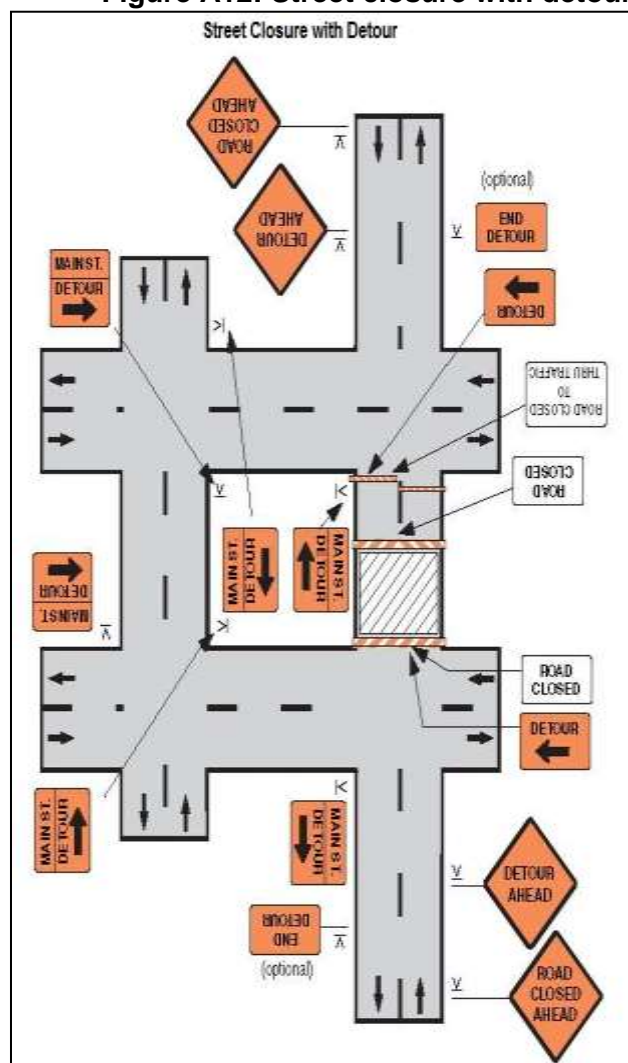 Figure A12. Street closure with detour
Street Closure with Detour
ROAD
CLOSED
AHEAD
DETOUR
AHEAD
(optional)
END
DETOUR
MAIN ST.
DETOUR
DETOUR
ROAD CLOSED
TO
THRU TRAFFIC
ROAD
CLOSED
MAIN ST.
DETOUR
MAIN ST.
DETOUR
MAIN ST.
DETOUR
ROAD
CLOSED
DETOUR
MAIN ST.
DETOUR
MAIN ST.
DETOUR
DETOUR
AHEAD
END
DETOUR
(optional)
ROAD
CLOSED
AHEAD